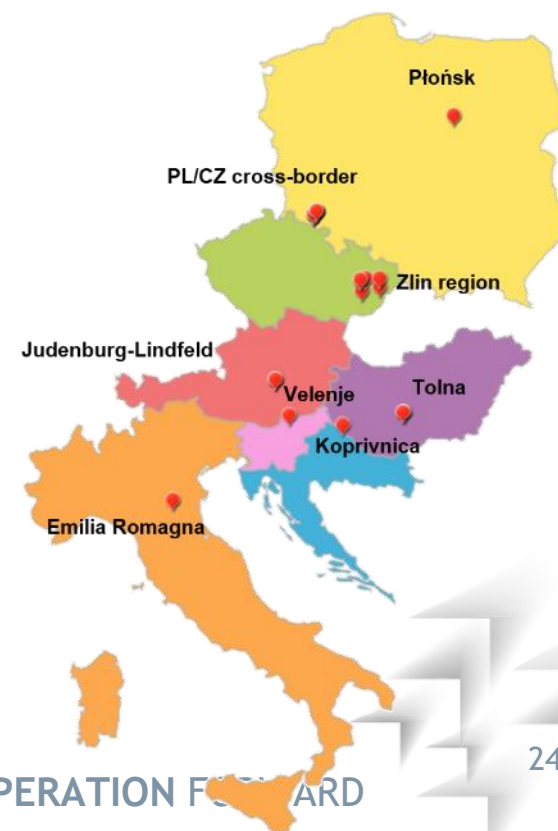 Płońsk
PL/CZ cross-border
Zlin region
Judenburg-Lindfeld
Velenje
Tolna
Koprivnica
Emilia Romagna
24